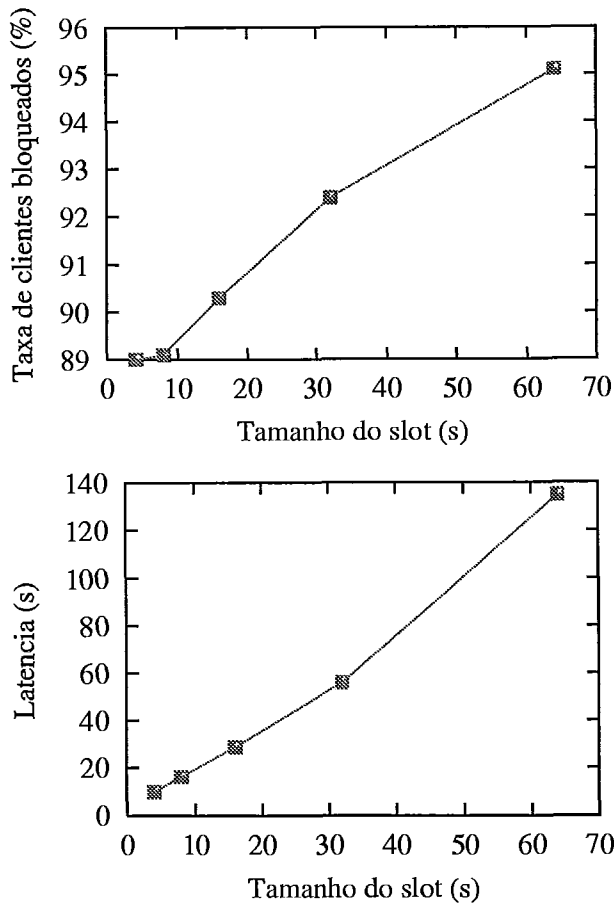 Taxa de clientes bloqueados (%)
96
95
94
93
92
91
90
89
0 10 20 30 40 50 60 70
Tamanho do slot (s)
Latencia (s)
140
120
100
80
60
40
20
0
0 10 20 30 40 50 60 70
Tamanho do slot (s)